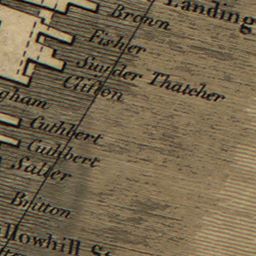 Landing
Brown
Fisher
Snyder Thatcher
Clifton
gham
Cuthbert
Cuthbert
Salter
Britton
llowhill St